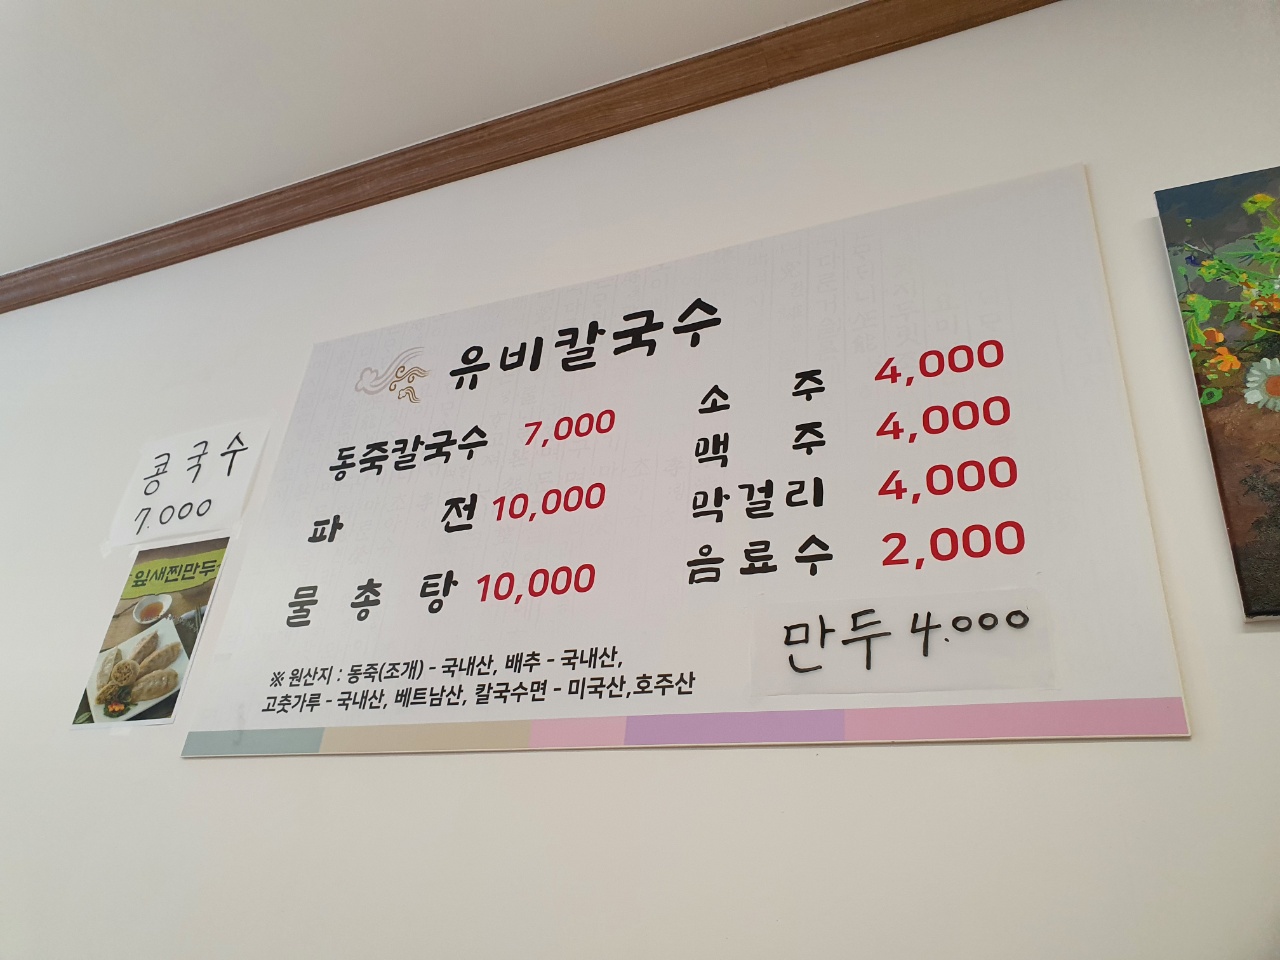 유비칼국수
동죽칼국수 7,000
파 전 10,000
물 총 탕 10,000
소 주 4,000
맥 주 4,000
막걸리 4,000
음료수 2,000
만두 4.000
※ 원산지 : 동죽(조개) - 국내산, 배추 - 국내산,
고춧가루 - 국내산, 베트남산, 칼국수면 - 미국산,호주산
콩국수
7.000
잎새찐만두